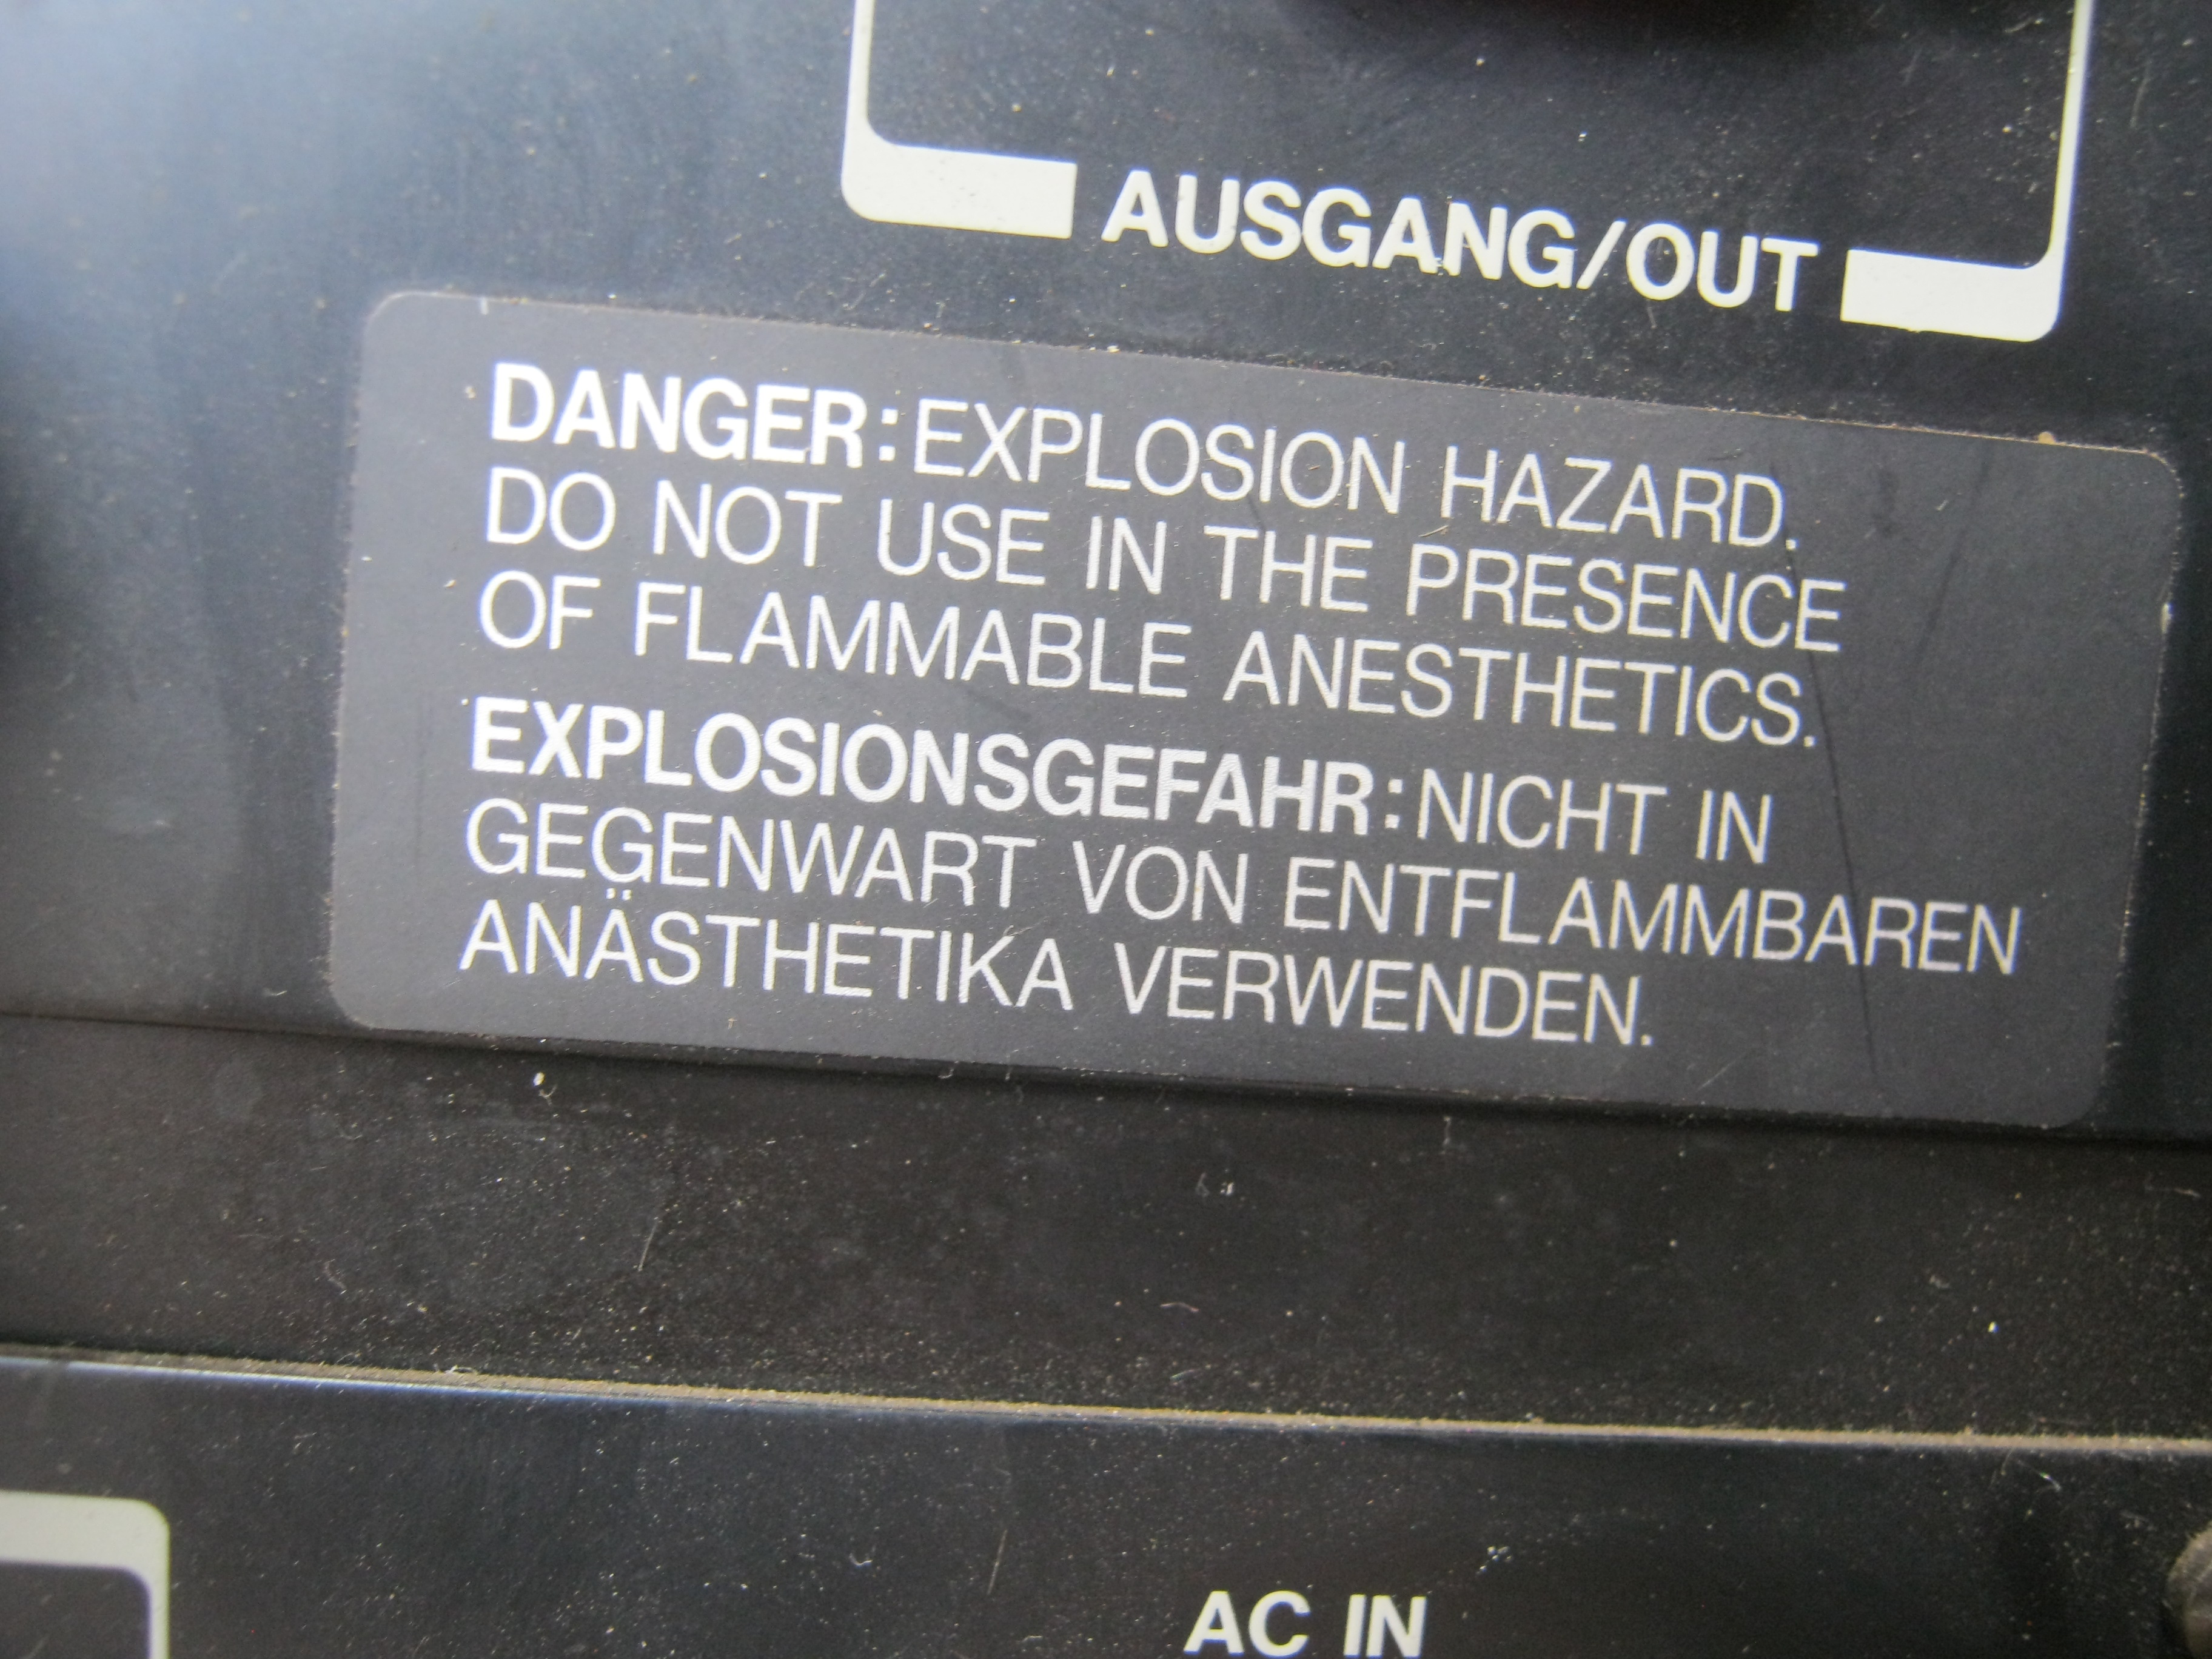 AUSGANG/OUT
DANGER: EXPLOSION HAZARD.
DO NOT USE IN THE PRESENCE
OF FLAMMABLE ANESTHETICS.
EXPLOSIONSGEFAHR: NICHT IN
GEGENWART VON ENTFLAMMBAREN
ANÄSTHETIKA VERWENDEN.
AC IN